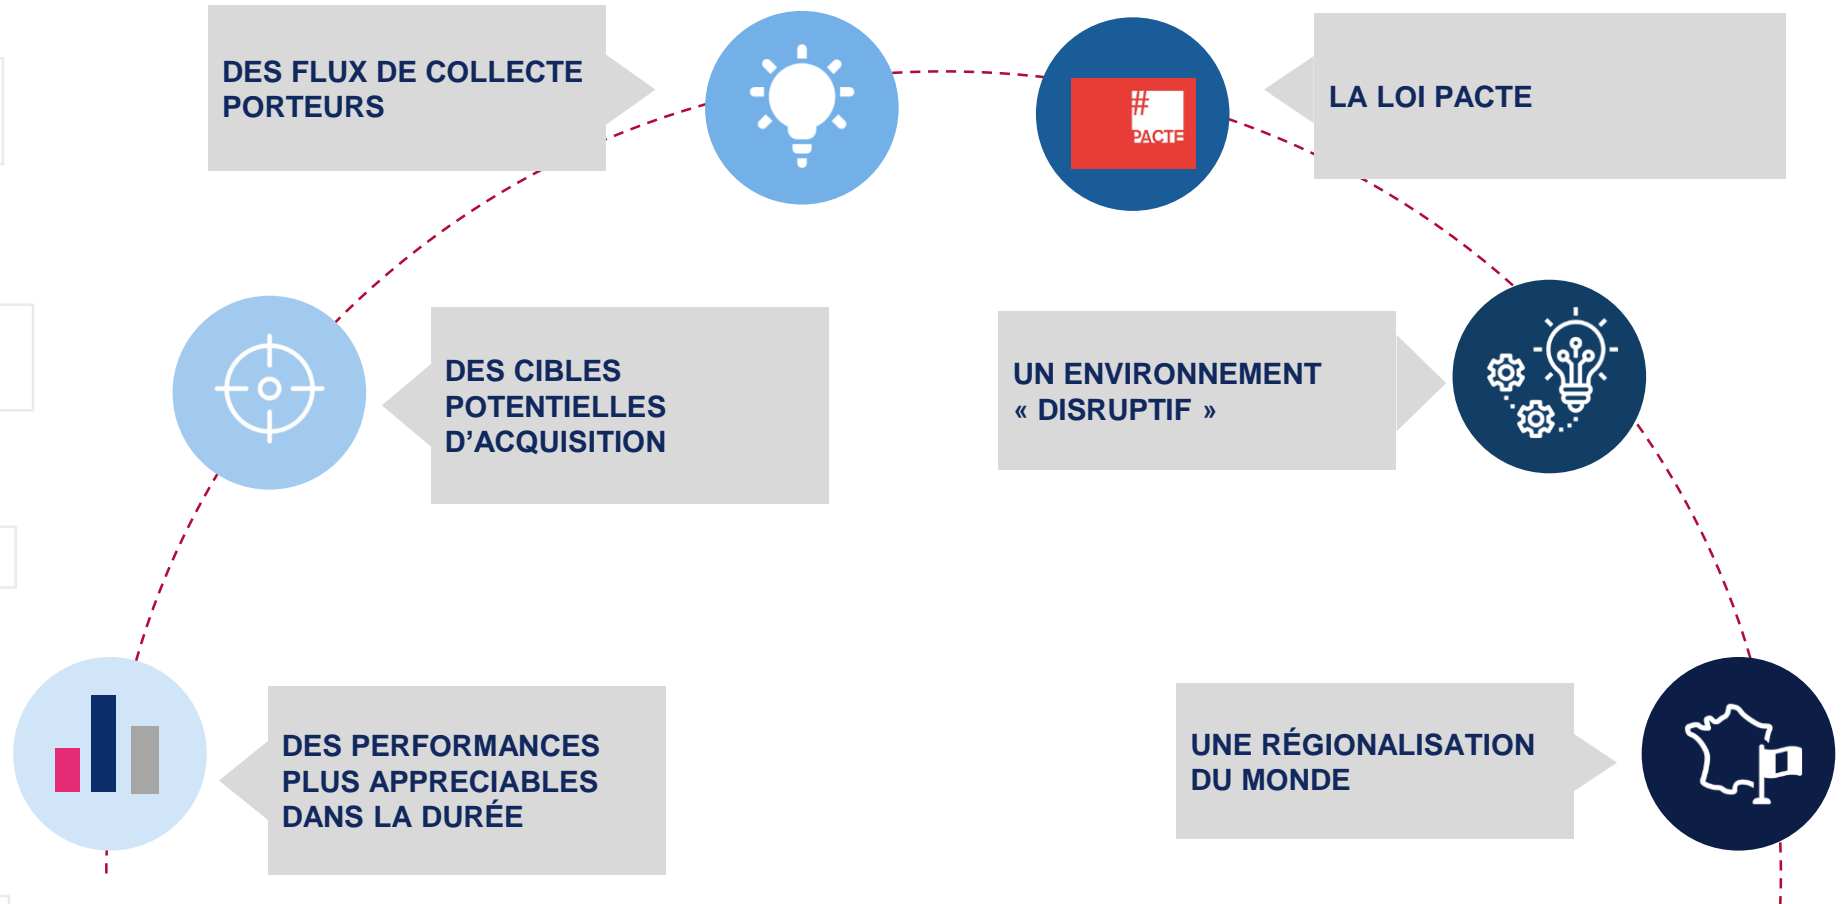 DES FLUX DE COLLECTE
PORTEURS
#
PACTE
LA LOI PACTE
DES CIBLES
POTENTIELLES
D’ACQUISITION
UN ENVIRONNEMENT
« DISRUPTIF »
DES PERFORMANCES
PLUS APPRECIABLES
DANS LA DURÉE
UNE RÉGIONALISATION
DU MONDE